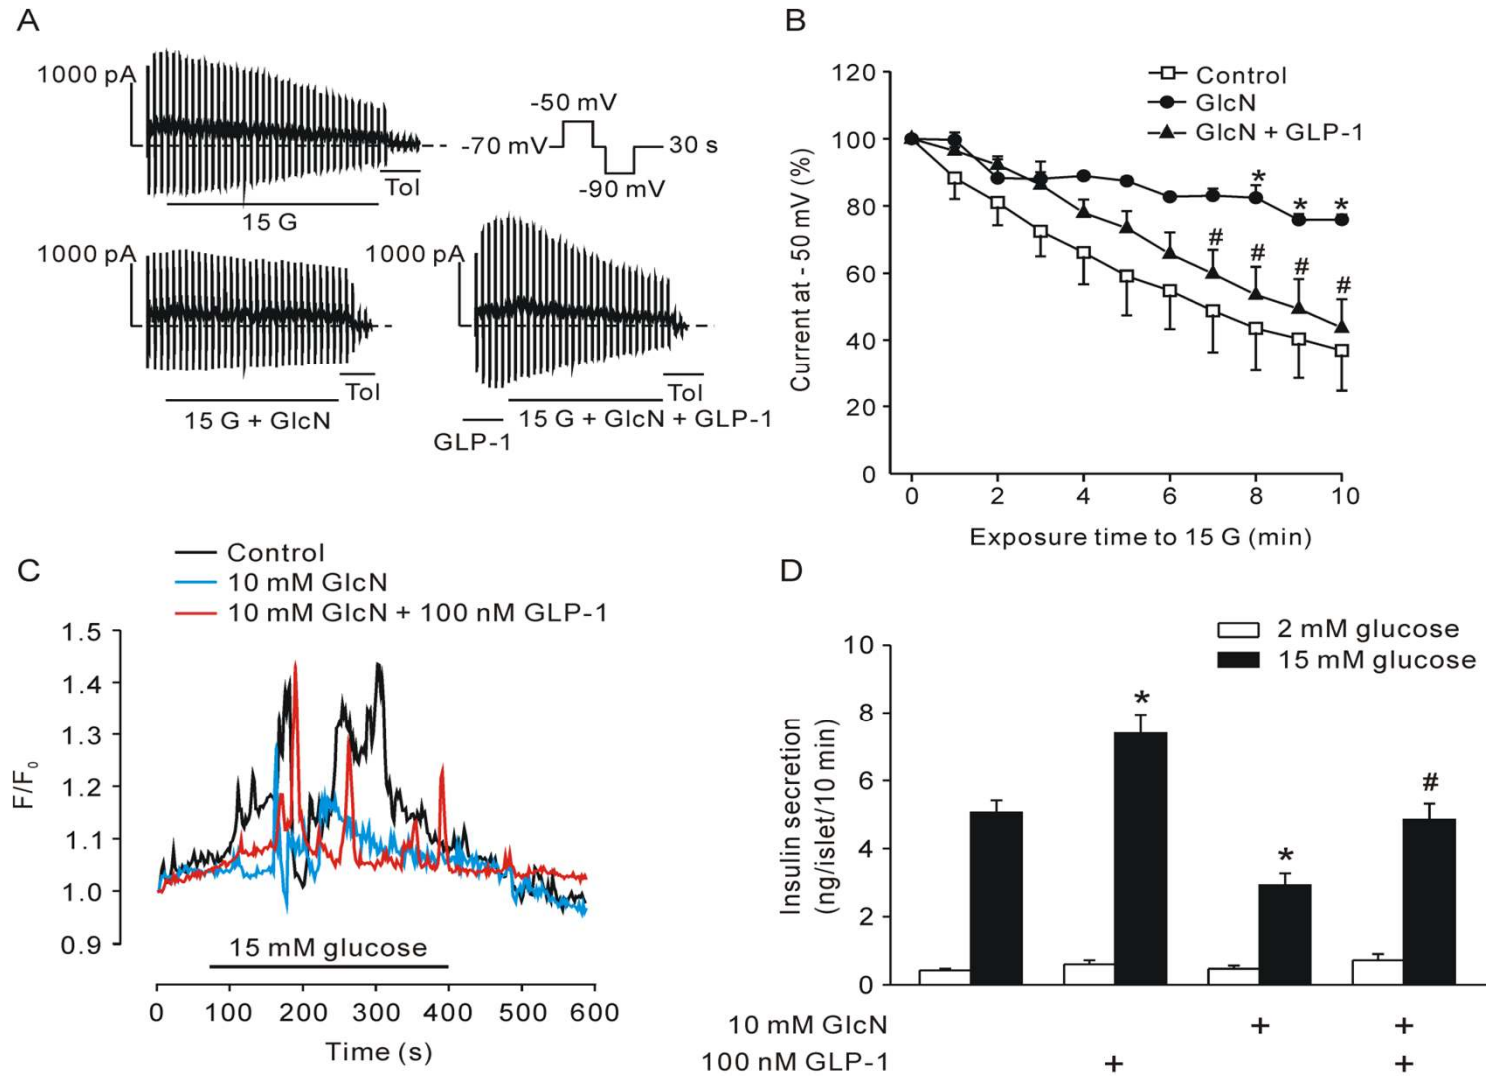 A
1000 pA
15 G
Tol
-50 mV
-70 mV
30 s
-90 mV
1000 pA
15 G + GlcN
Tol
1000 pA
GLP-1
15 G + GlcN + GLP-1
Tol
B
Control
GlcN
GlcN + GLP-1
Current at - 50 mV (%)
120
100
80
60
40
20
0
* * *
# # # #
0 2 4 6 8 10
Exposure time to 15 G (min)
C
Control
10 mM GlcN
10 mM GlcN + 100 nM GLP-1
F/F0
1.5
1.4
1.3
1.2
1.1
1.0
0.9
15 mM glucose
0 100 200 300 400 500 600
Time (s)
D
2 mM glucose
15 mM glucose
Insulin secretion
(ng/islet/10 min)
10
8
6
4
2
0
* * #
10 mM GlcN + +
100 nM GLP-1 + +